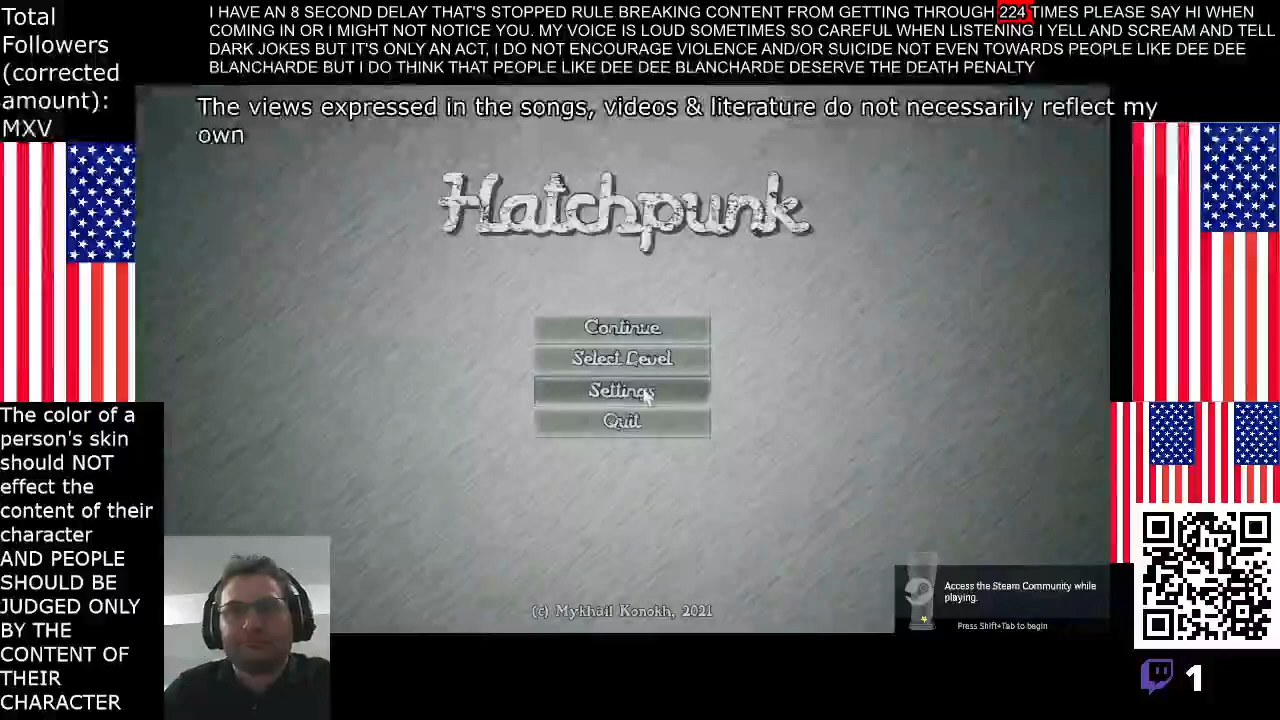 Total
Followers
(corrected
amount):
MXV
I HAVE AN 8 SECOND DELAY THAT'S STOPPED RULE BREAKING CONTENT FROM GETTING THROUGH 224 TIMES PLEASE SAY HI WHEN
COMING IN OR I MIGHT NOT NOTICE YOU. MY VOICE IS LOUD SOMETIMES SO CAREFUL WHEN LISTENING I YELL AND SCREAM AND TELL
DARK JOKES BUT IT'S ONLY AN ACT, I DO NOT ENCOURAGE VIOLENCE AND/OR SUICIDE NOT EVEN TOWARDS PEOPLE LIKE DEE DEE
BLANCHARDE BUT I DO THINK THAT PEOPLE LIKE DEE DEE BLANCHARDE DESERVE THE DEATH PENALTY
The views expressed in the songs, videos & literature do not necessarily reflect my
own
Hatchpunk
Continue
Select Level
Settings
Quit
The color of a
person's skin
should NOT
effect the
content of their
character
AND PEOPLE
SHOULD BE
JUDGED ONLY
BY THE
CONTENT OF
THEIR
CHARACTER
(c) Mykhail Konokh, 2021
Access the Steam Community while
playing.
Press Shift+Tab to begin
1